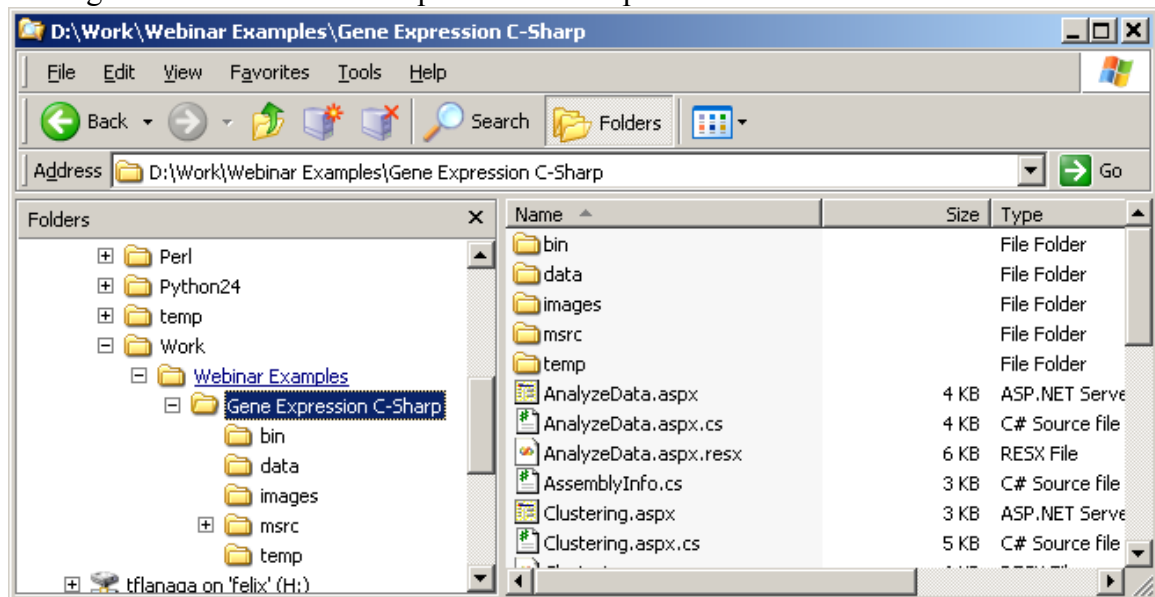 D:\Work\Webinar Examples\Gene Expression C-Sharp
File Edit View Favorites Tools Help
Back Search Folders
Address D:\Work\Webinar Examples\Gene Expression C-Sharp Go
Folders x
Name Size Type
Perl
Python24
temp
Work
Webinar Examples
Gene Expression C-Sharp
bin
data
images
msrc
temp
tflanaga on 'felix' (H:)
bin File Folder
data File Folder
images File Folder
msrc File Folder
temp File Folder
AnalyzeData.aspx 4 KB ASP.NET Serve
AnalyzeData.aspx.cs 4 KB C# Source file
AnalyzeData.aspx.resx 6 KB RESX File
AssemblyInfo.cs 3 KB C# Source file
Clustering.aspx 3 KB ASP.NET Serve
Clustering.aspx.cs 5 KB C# Source file